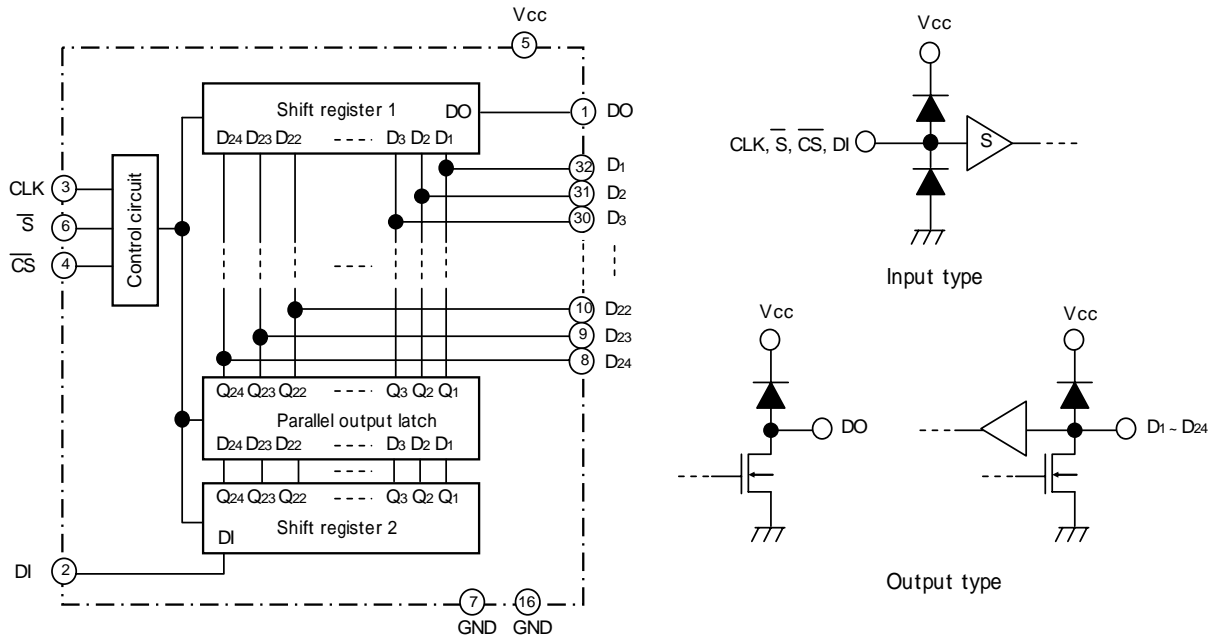 Vcc
5
Shift register 1
DO
D24 D23 D22 ---- D3 D2 D1
1 DO
32 D1
31 D2
30 D3
CLK 3
S̅ 6
C̅S̅ 4
Control circuit
10 D22
9 D23
8 D24
Q24 Q23 Q22 ---- Q3 Q2 Q1
Parallel output latch
D24 D23 D22 ---- D3 D2 D1
Q24 Q23 Q22 ---- Q3 Q2 Q1
Shift register 2
DI
DI 2
7 16
GND GND
Vcc
CLK, S̅, C̅S̅, DI
S
Input type
Vcc
DO
Vcc
D1 ~ D24
Output type